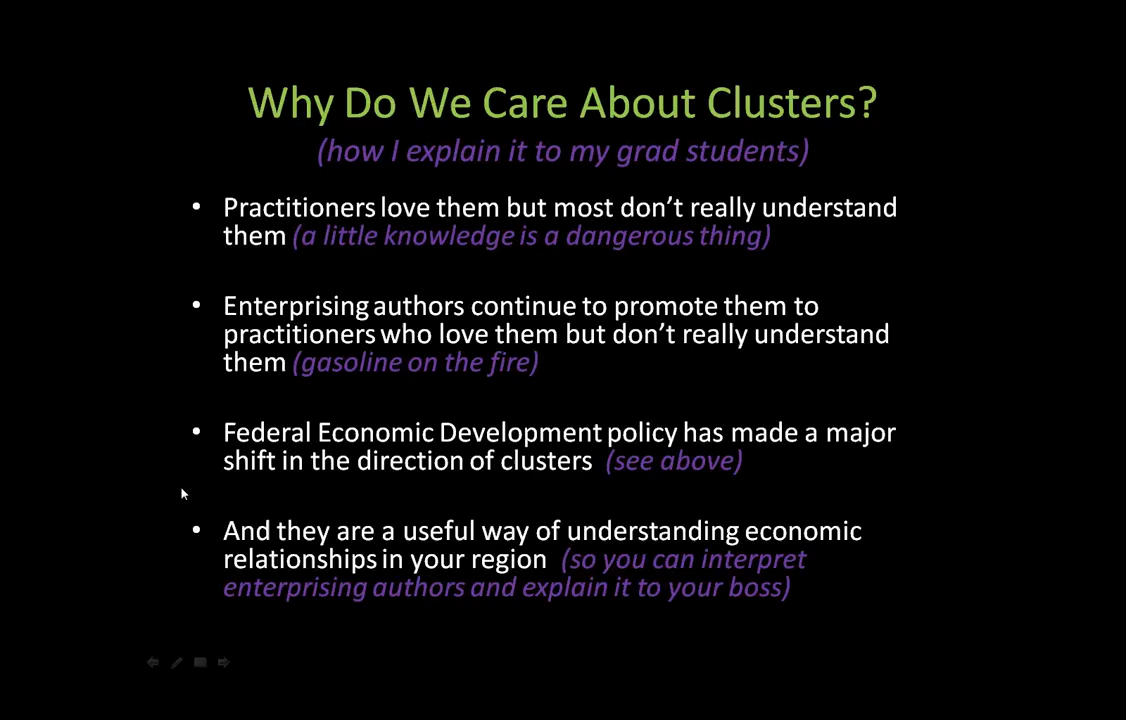 Why Do We Care About Clusters?
(how I explain it to my grad students)
• Practitioners love them but most don't really understand
them (a little knowledge is a dangerous thing)
• Enterprising authors continue to promote them to
practitioners who love them but don't really understand
them (gasoline on the fire)
• Federal Economic Development policy has made a major
shift in the direction of clusters (see above)
• And they are a useful way of understanding economic
relationships in your region (so you can interpret
enterprising authors and explain it to your boss)